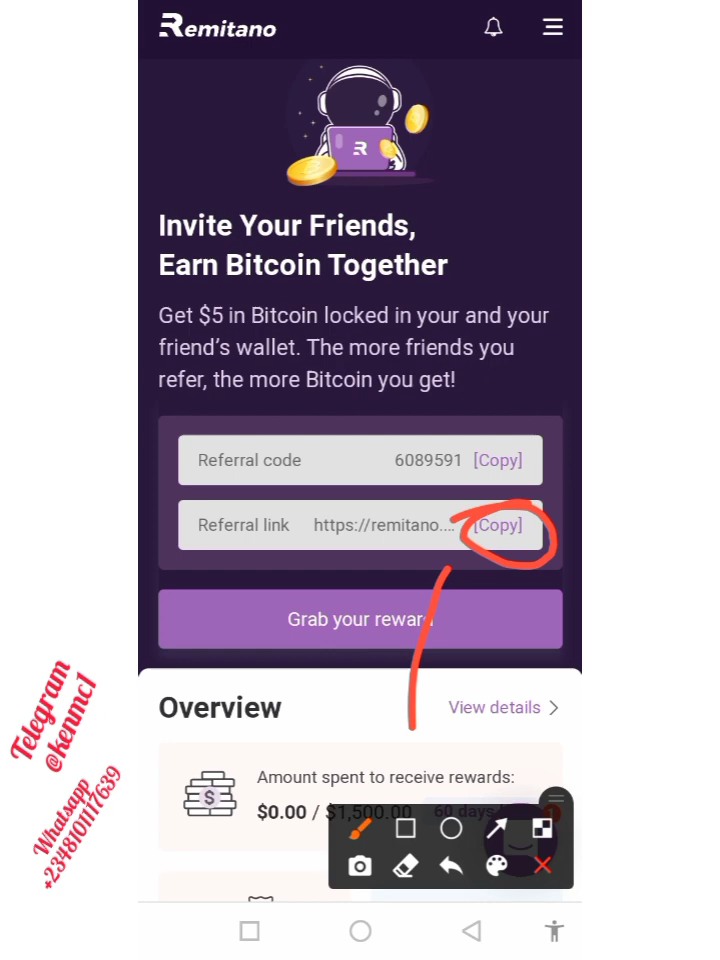 Remitano
Invite Your Friends,
Earn Bitcoin Together
Get $5 in Bitcoin locked in your and your
friend’s wallet. The more friends you
refer, the more Bitcoin you get!
Referral code 6089591 [Copy]
Referral link https://remitano.... [Copy]
Grab your reward
Overview
View details
Amount spent to receive rewards:
$0.00 / $1,500.00 60 days
Telegram
@kenmc1
Whatsapp
+2348101117639